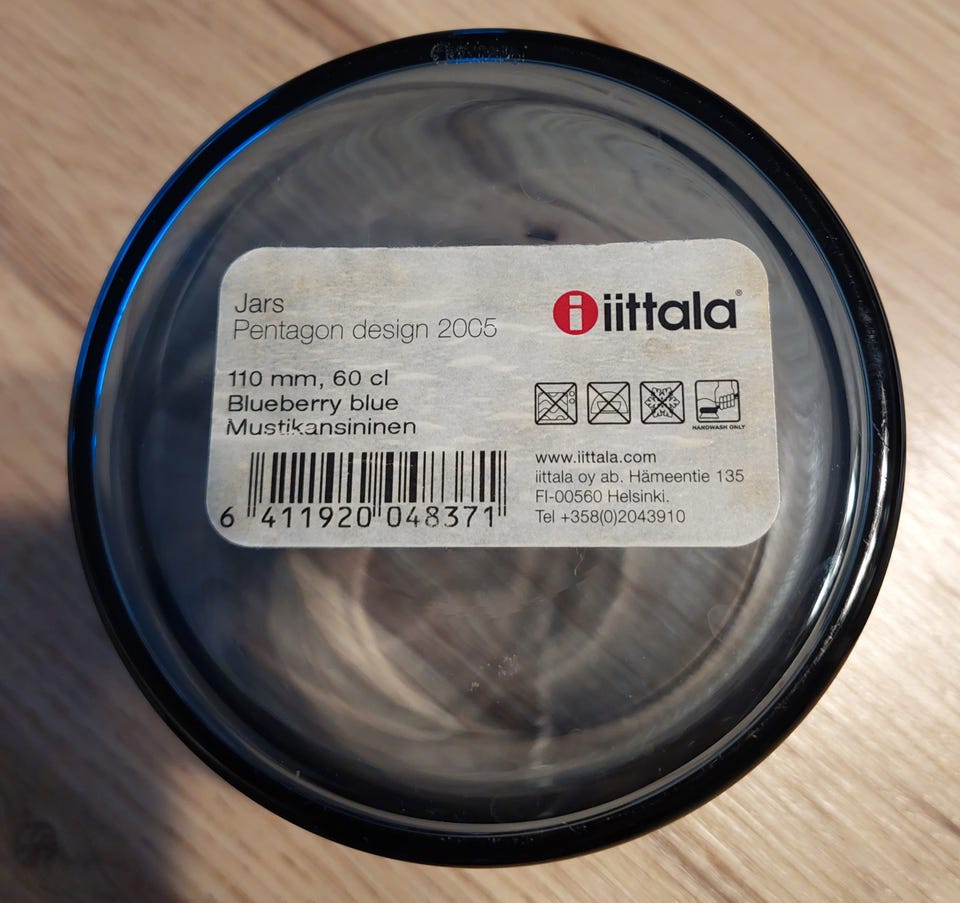 Jars
Pentagon design 2005
iittala®
110 mm, 60 cl
Blueberry blue
Mustikansininen
HANDWASH ONLY
6 411920 048371
www.iittala.com
iittala oy ab. Hämeentie 135
FI-00560 Helsinki.
Tel +358(0)2043910